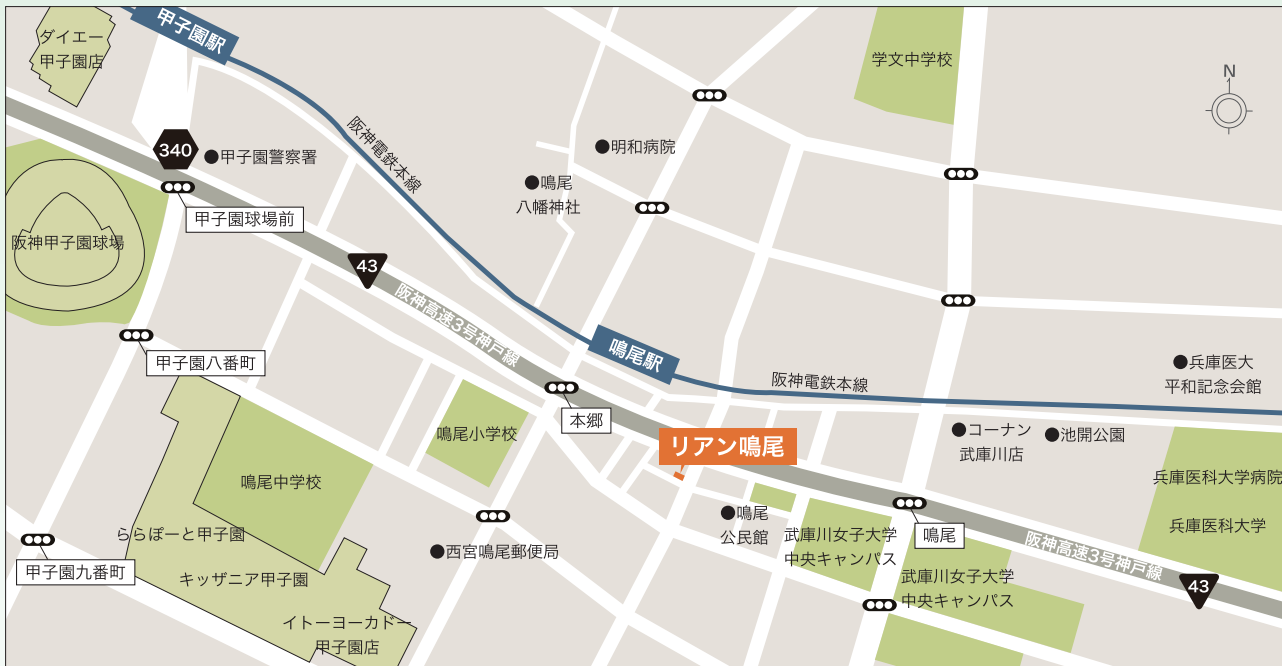 甲子園駅
ダイエー
甲子園店
学文中学校
N
阪神電鉄本線
340
甲子園警察署
明和病院
鳴尾
八幡神社
甲子園球場前
阪神甲子園球場
43
阪神高速3号神戸線
甲子園八番町
鳴尾駅
阪神電鉄本線
兵庫医大
平和記念会館
本郷
鳴尾小学校
リアン鳴尾
コーナン
武庫川店
池開公園
鳴尾中学校
兵庫医科大学病院
兵庫医科大学
鳴尾
公民館
武庫川女子大学
中央キャンパス
鳴尾
ららぽーと甲子園
西宮鳴尾郵便局
阪神高速3号神戸線
43
甲子園九番町
キッザニア甲子園
武庫川女子大学
中央キャンパス
イトーヨーカドー
甲子園店